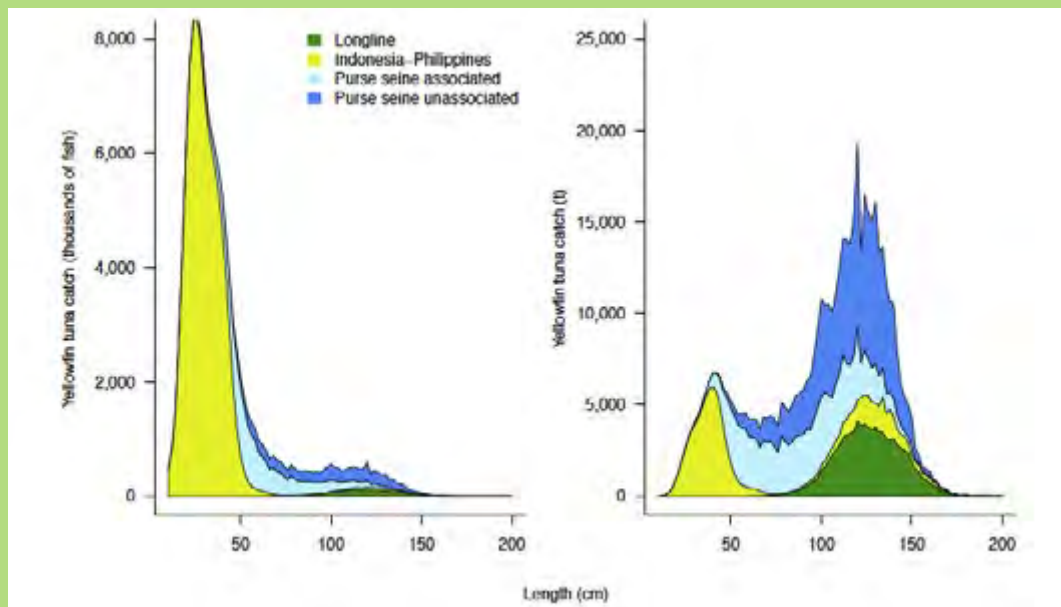 8,000
6,000
4,000
2,000
0
Yellowfin tuna catch (thousands of fish)
Longline
Indonesia–Philippines
Purse seine associated
Purse seine unassociated
50
100
150
200
25,000
20,000
15,000
10,000
5,000
0
Yellowfin tuna catch (t)
50
100
150
200
Length (cm)